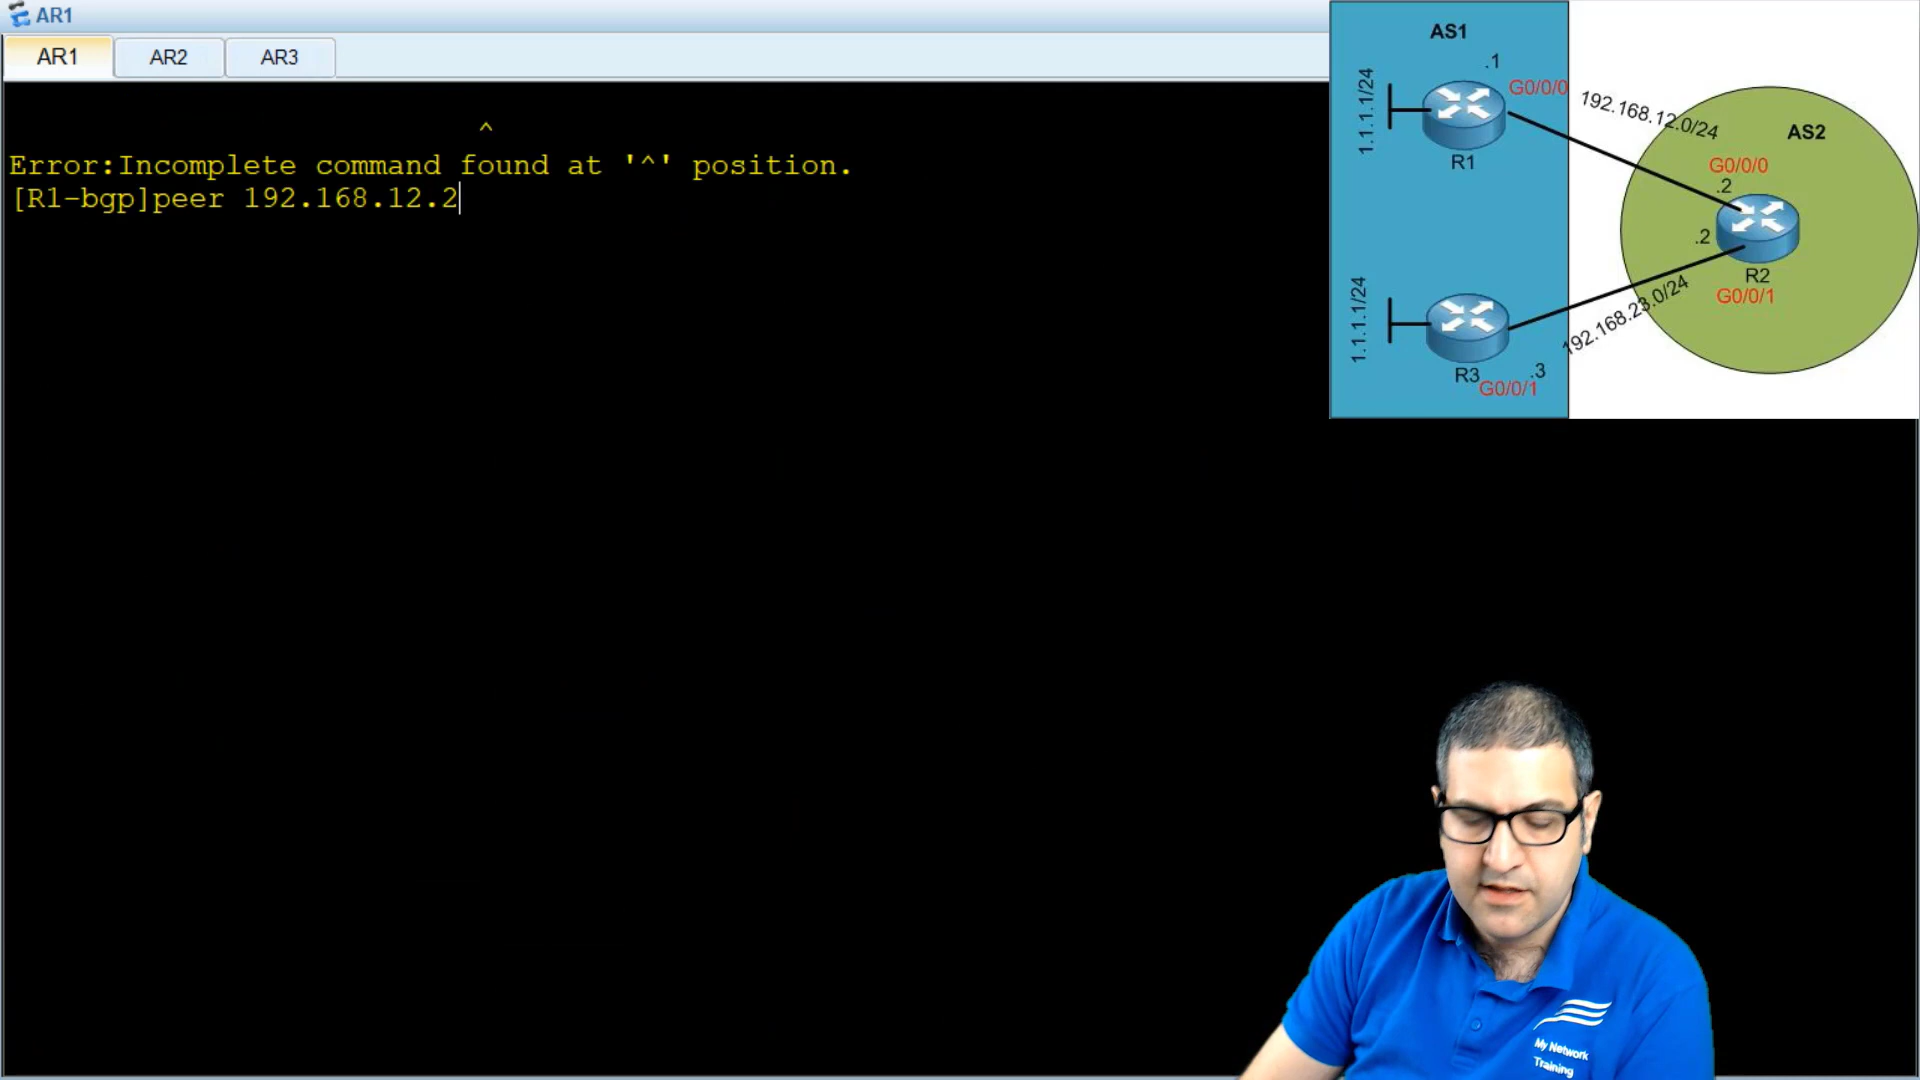 AR1
AR1
AR2
AR3
^
Error:Incomplete command found at '^' position.
[R1-bgp]peer 192.168.12.2
AS1
.1
1.1.1.1/24
G0/0/0
R1
192.168.12.0/24
AS2
G0/0/0
.2
.2
R2
G0/0/1
192.168.23.0/24
1.1.1.1/24
R3
.3
G0/0/1
My Network
Training